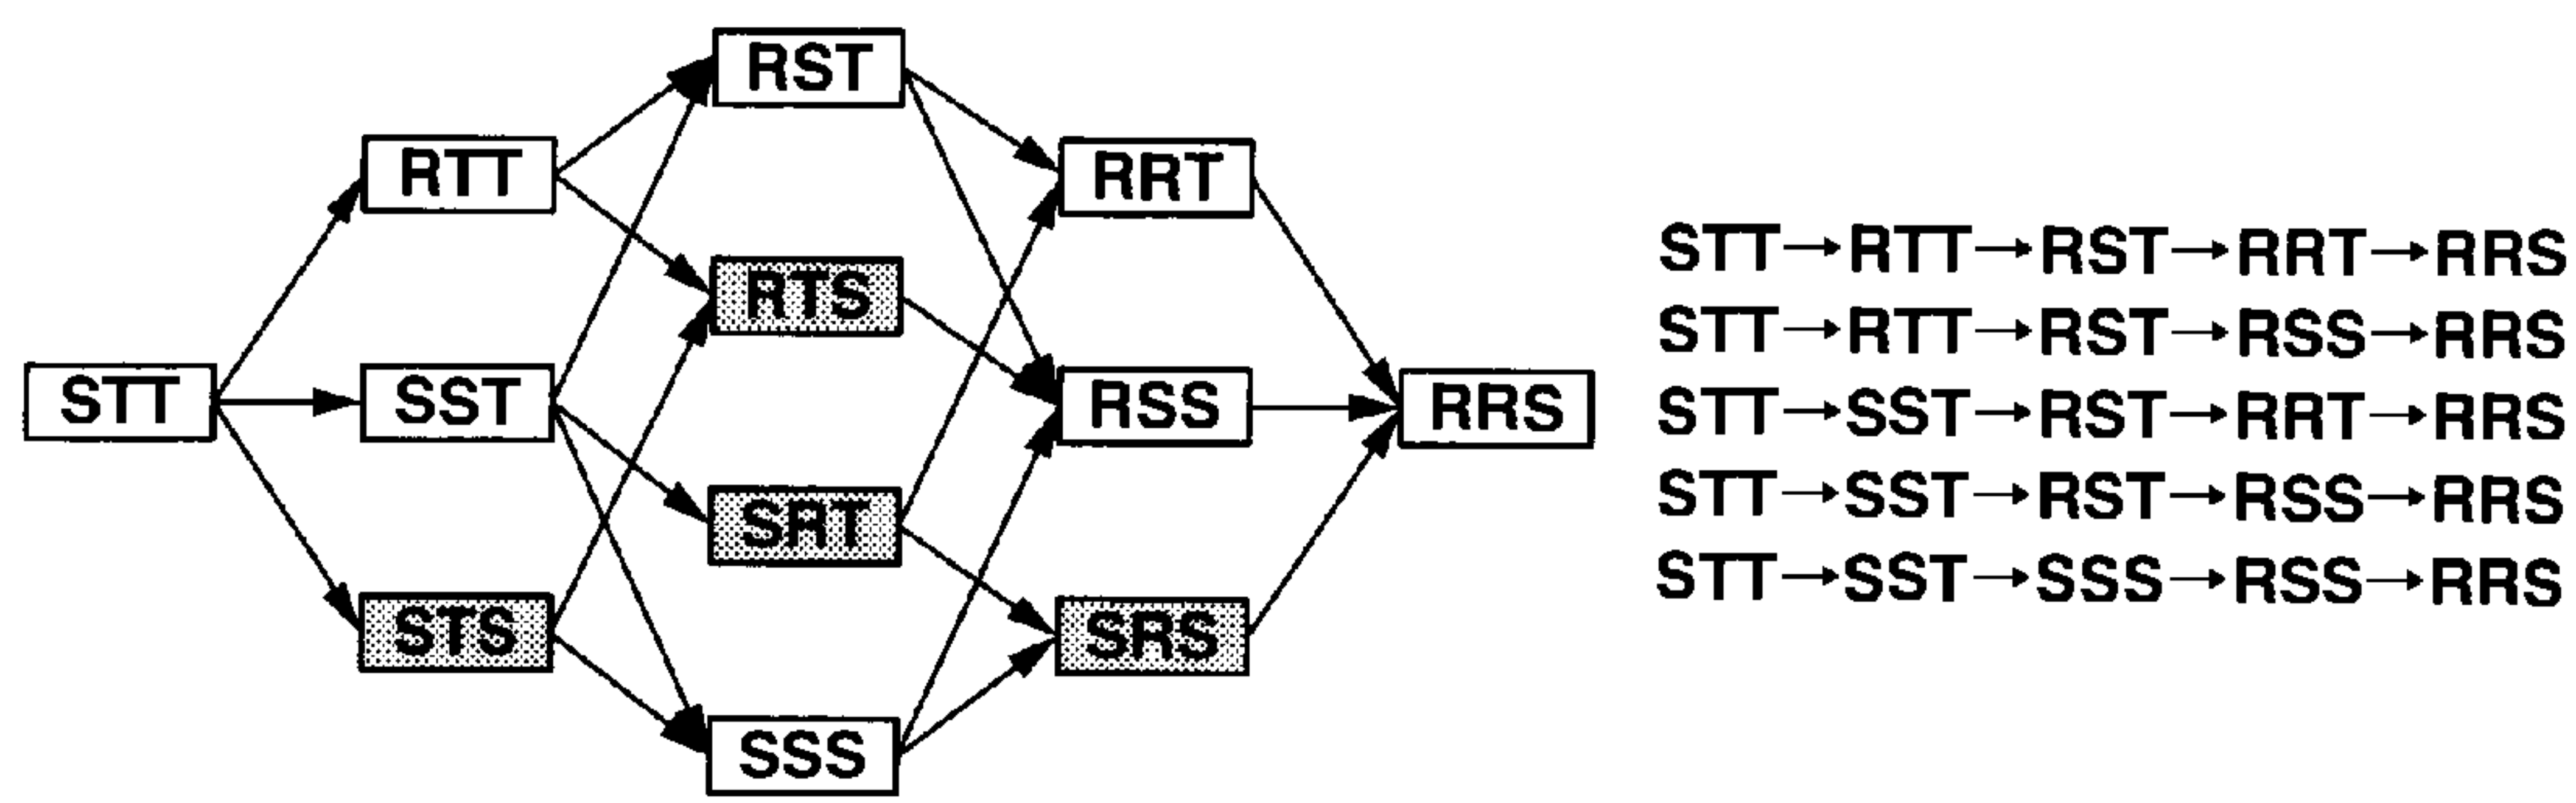 RST
RTT
RRT
RTS
STT
SST
RSS
RRS
SRT
STS
SRS
SSS
STT→RTT→RST→RRT→RRS
STT→RTT→RST→RSS→RRS
STT→SST→RST→RRT→RRS
STT→SST→RST→RSS→RRS
STT→SST→SSS→RSS→RRS